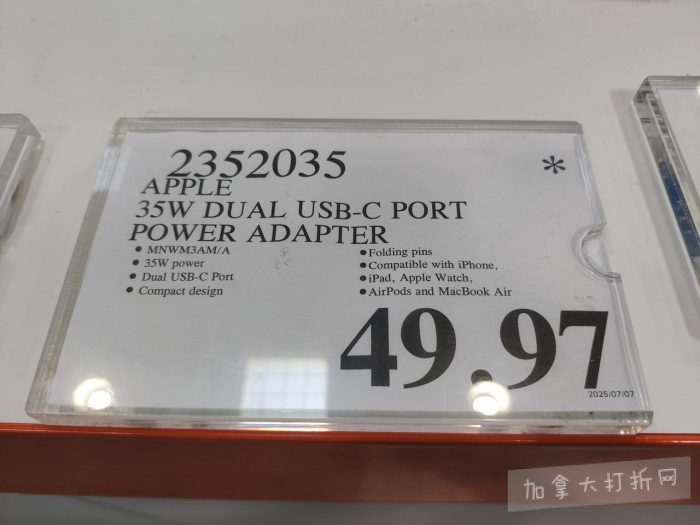 2352035
*
APPLE
35W DUAL USB-C PORT
POWER ADAPTER
● MNWM3AM/A
● 35W power
● Dual USB-C Port
● Compact design
● Folding pins
● Compatible with iPhone,
● iPad, Apple Watch,
● AirPods and MacBook Air
49.97
2025/07/07
加拿大打折网